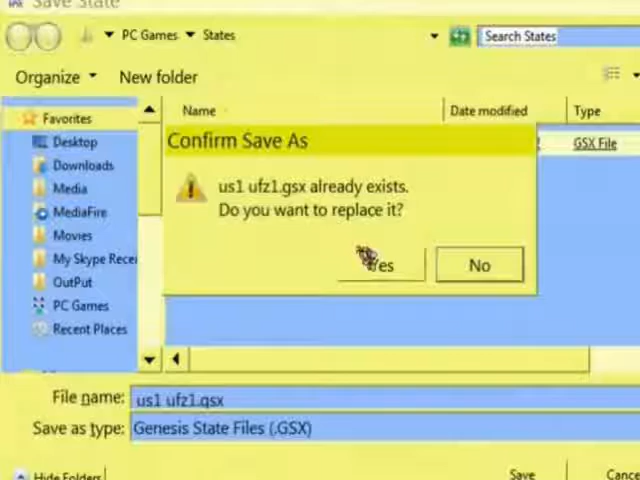 Save State
PC Games States
Search States
Organize New folder
Name Date modified Type
Favorites
Desktop
Downloads
Media
MediaFire
Movies
My Skype Recei
OutPut
PC Games
Recent Places
GSX File
Confirm Save As
us1 ufz1.gsx already exists.
Do you want to replace it?
Yes No
File name: us1 ufz1.gsx
Save as type: Genesis State Files (.GSX)
Hide Folders Save Cance